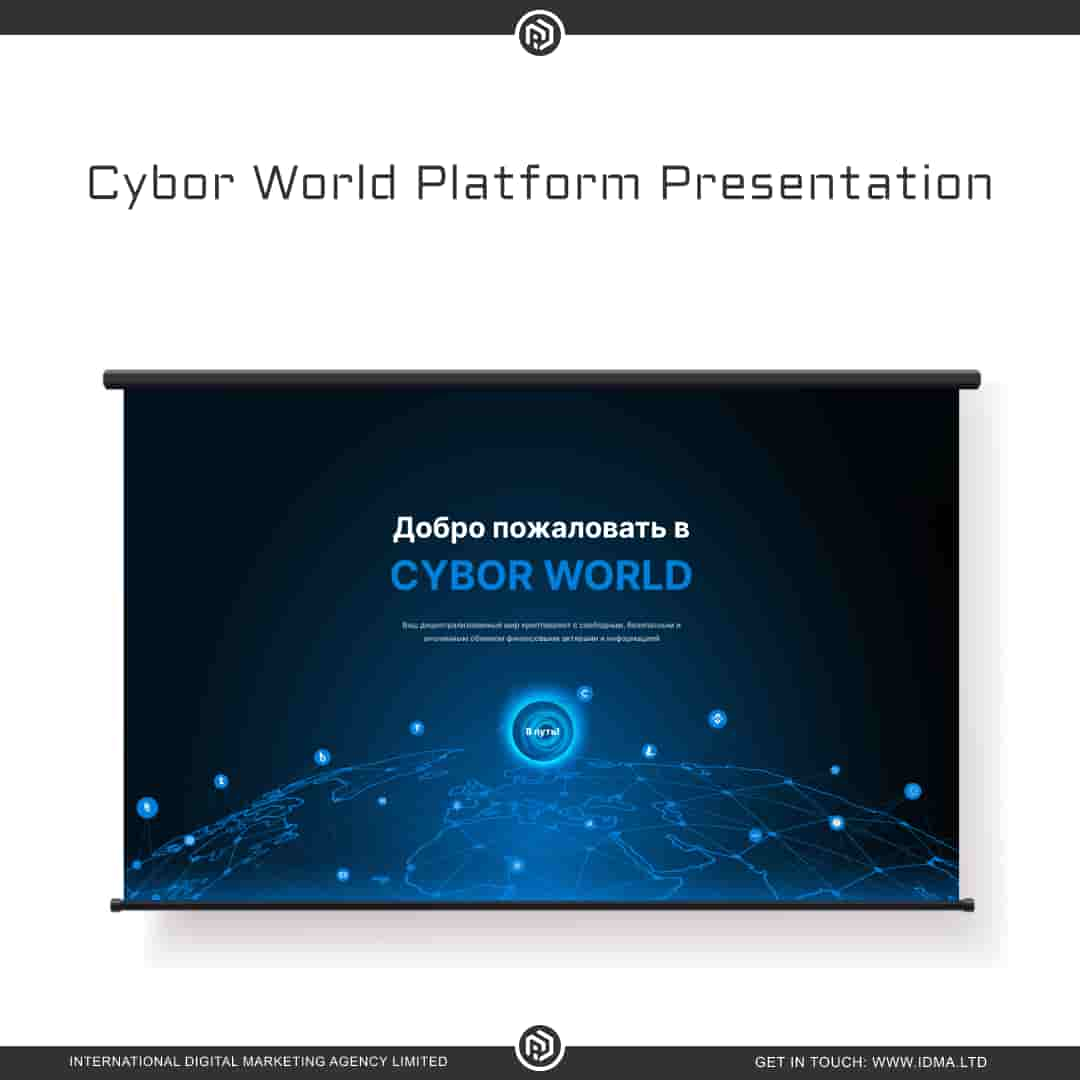 Cybor World Platform Presentation
Добро пожаловать в
CYBOR WORLD
Ваш децентрализованный мир криптовалют с свободным, безопасным и
анонимным обменом финансовыми активами и информацией
В путь!
INTERNATIONAL DIGITAL MARKETING AGENCY LIMITED
GET IN TOUCH: WWW.IDMA.LTD